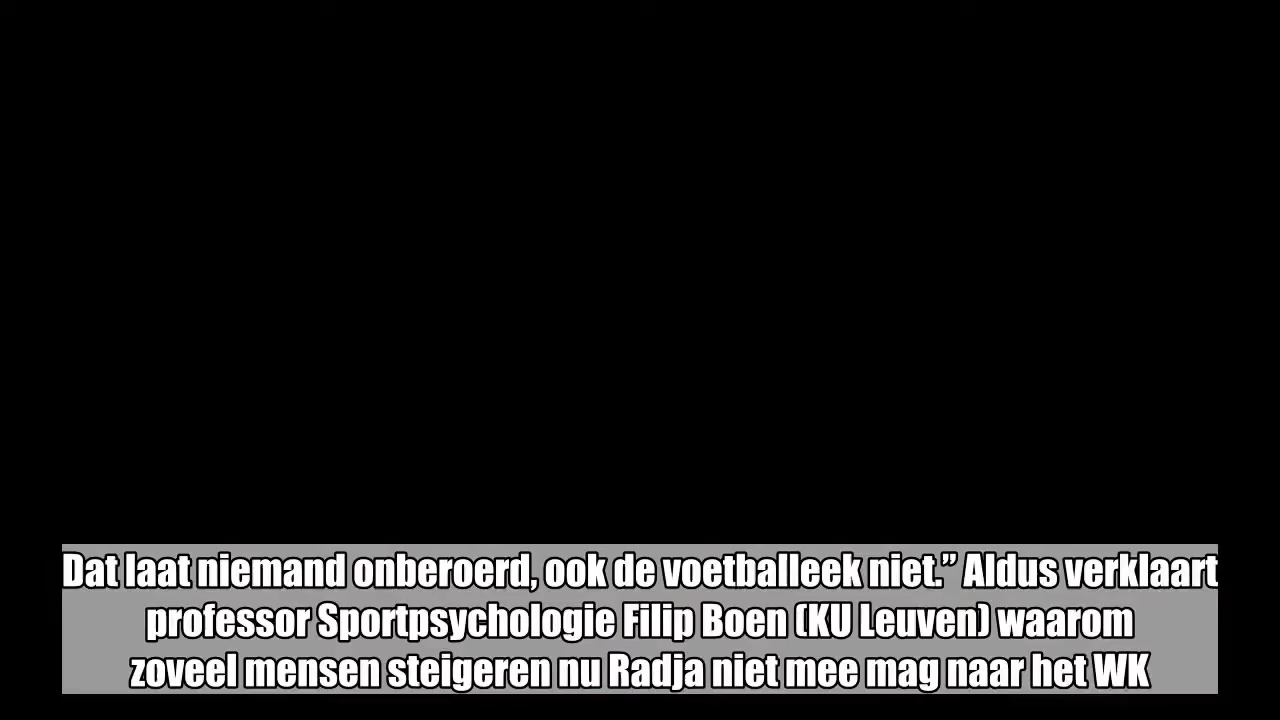 Dat laat niemand onberoerd, ook de voetballeek niet.” Aldus verklaart
professor Sportpsychologie Filip Boen (KU Leuven) waarom
zoveel mensen steigeren nu Radja niet mee mag naar het WK